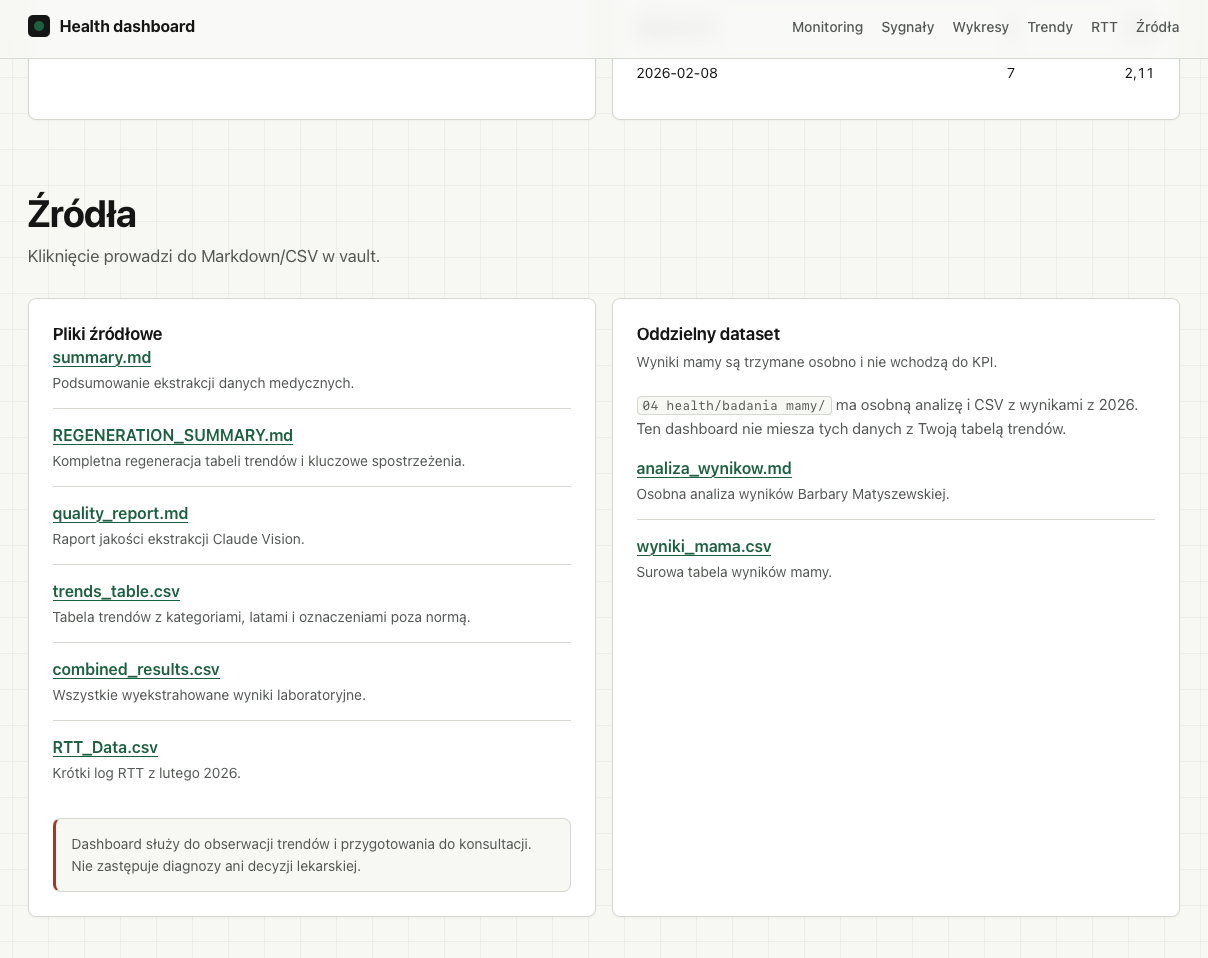 Health dashboard
Monitoring Sygnały Wykresy Trendy RTT Źródła
2026-02-08 7 2,11
Źródła
Kliknięcie prowadzi do Markdown/CSV w vault.
Pliki źródłowe
summary.md
Podsumowanie ekstrakcji danych medycznych.
REGENERATION_SUMMARY.md
Kompletna regeneracja tabeli trendów i kluczowe spostrzeżenia.
quality_report.md
Raport jakości ekstrakcji Claude Vision.
trends_table.csv
Tabela trendów z kategoriami, latami i oznaczeniami poza normą.
combined_results.csv
Wszystkie wyekstrahowane wyniki laboratoryjne.
RTT_Data.csv
Krótki log RTT z lutego 2026.
Dashboard służy do obserwacji trendów i przygotowania do konsultacji.
Nie zastępuje diagnozy ani decyzji lekarskiej.
Oddzielny dataset
Wyniki mamy są trzymane osobno i nie wchodzą do KPI.
04 health/badania mamy/ ma osobną analizę i CSV z wynikami z 2026.
Ten dashboard nie miesza tych danych z Twoją tabelą trendów.
analiza_wynikow.md
Osobna analiza wyników Barbary Matyszewskiej.
wyniki_mama.csv
Surowa tabela wyników mamy.